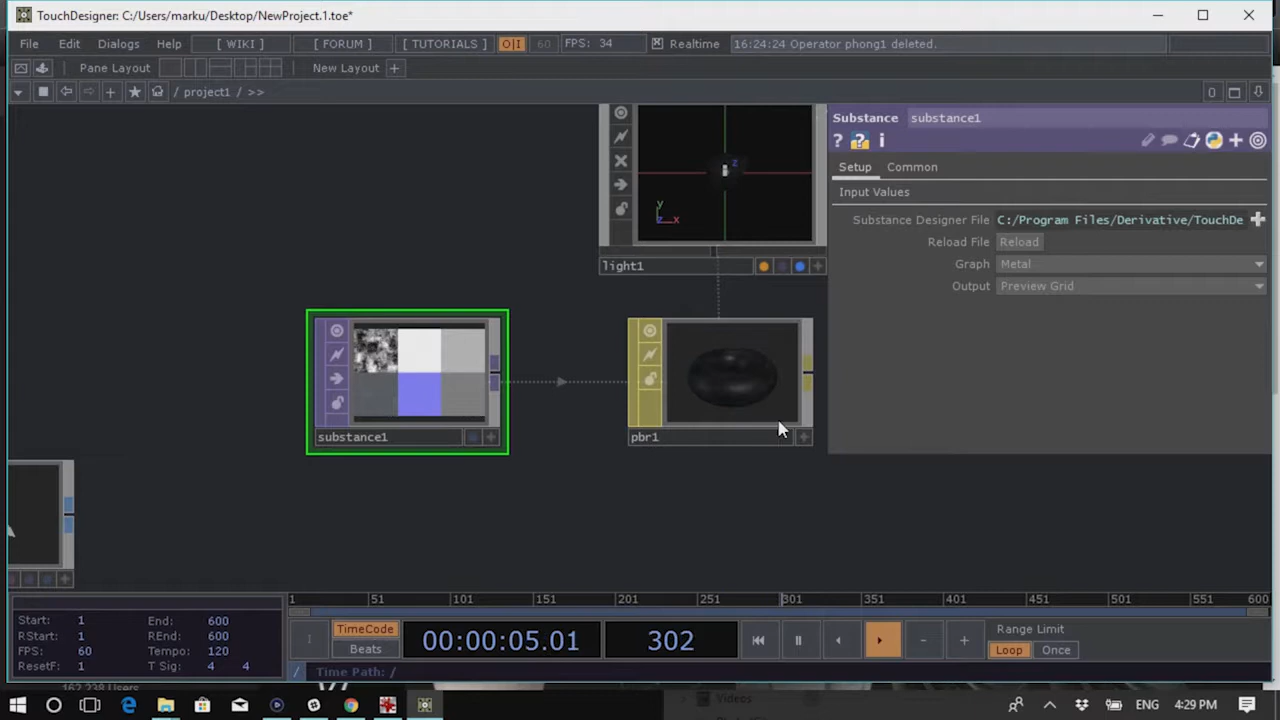 TouchDesigner: C:/Users/marku/Desktop/NewProject.1.toe*
File Edit Dialogs Help [ WIKI ] [ FORUM ] [ TUTORIALS ] O|I 60 FPS: 34 Realtime 16:24:24 Operator phong1 deleted.
Pane Layout New Layout +
/ project1 / >> 0
Substance substance1
? ? i
Setup Common
Input Values
Substance Designer File C:/Program Files/Derivative/TouchDe
Reload File Reload
Graph Metal
Output Preview Grid
z
y
z x
light1
substance1
pbr1
1 51 101 151 201 251 301 351 401 451 501 551 600
Start: 1 End: 600
RStart: 1 REnd: 600
FPS: 60 Tempo: 120
ResetF: 1 T Sig: 4 4
TimeCode
Beats
00:00:05.01 302
Range Limit
Loop Once
/ Time Path: /
162,238 Users
Videos
4:29 PM